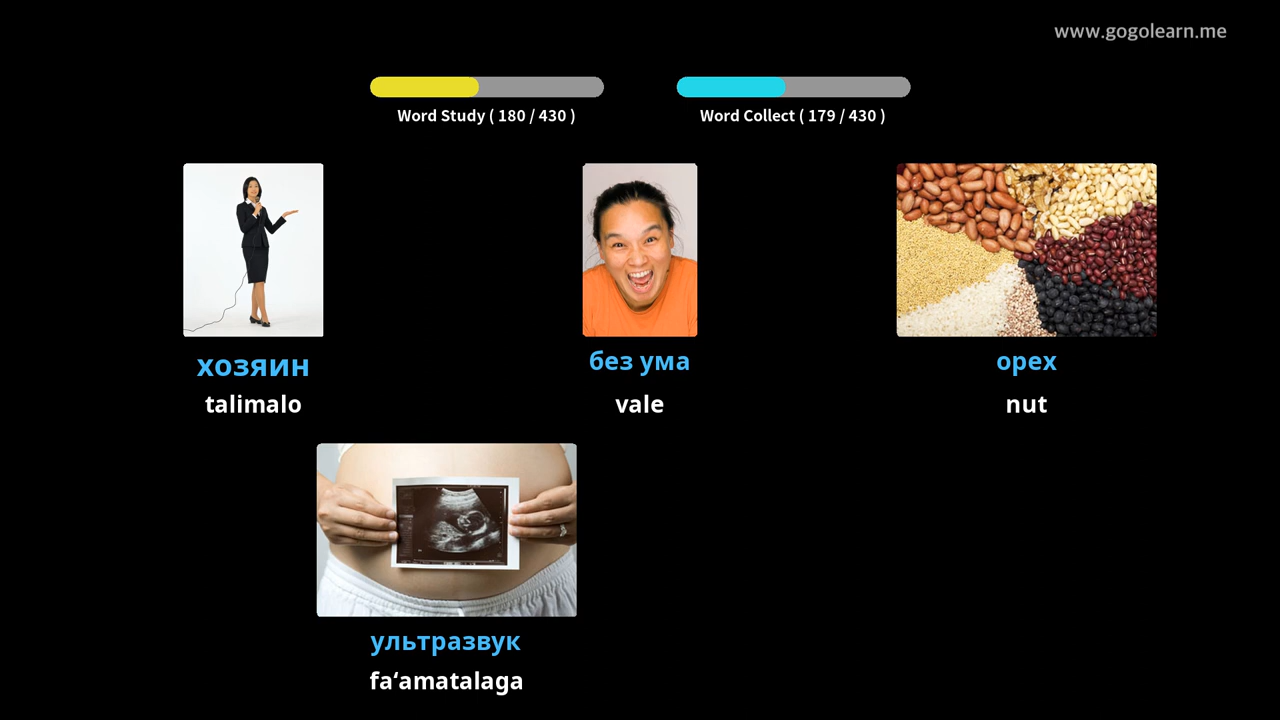 www.gogolearn.me
Word Study ( 180 / 430 )
Word Collect ( 179 / 430 )
хозяин
talimalo
без ума
vale
орех
nut
ультразвук
fa‘amatalaga